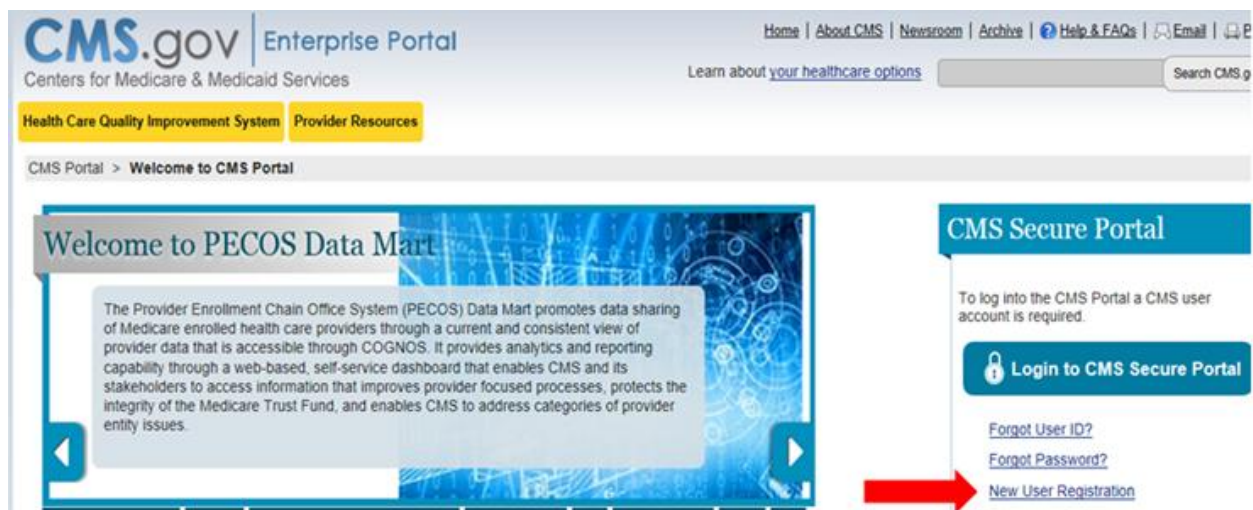 CMS.gov | Enterprise Portal
Centers for Medicare & Medicaid Services
Home | About CMS | Newsroom | Archive | Help & FAQs | Email |
Learn about your healthcare options
Search CMS.g
Health Care Quality Improvement System
Provider Resources
CMS Portal > Welcome to CMS Portal
Welcome to PECOS Data Mart
The Provider Enrollment Chain Office System (PECOS) Data Mart promotes data sharing
of Medicare enrolled health care providers through a current and consistent view of
provider data that is accessible through COGNOS. It provides analytics and reporting
capability through a web-based, self-service dashboard that enables CMS and its
stakeholders to access information that improves provider focused processes, protects the
integrity of the Medicare Trust Fund, and enables CMS to address categories of provider
entity issues.
CMS Secure Portal
To log into the CMS Portal a CMS user
account is required.
Login to CMS Secure Portal
Forgot User ID?
Forgot Password?
New User Registration